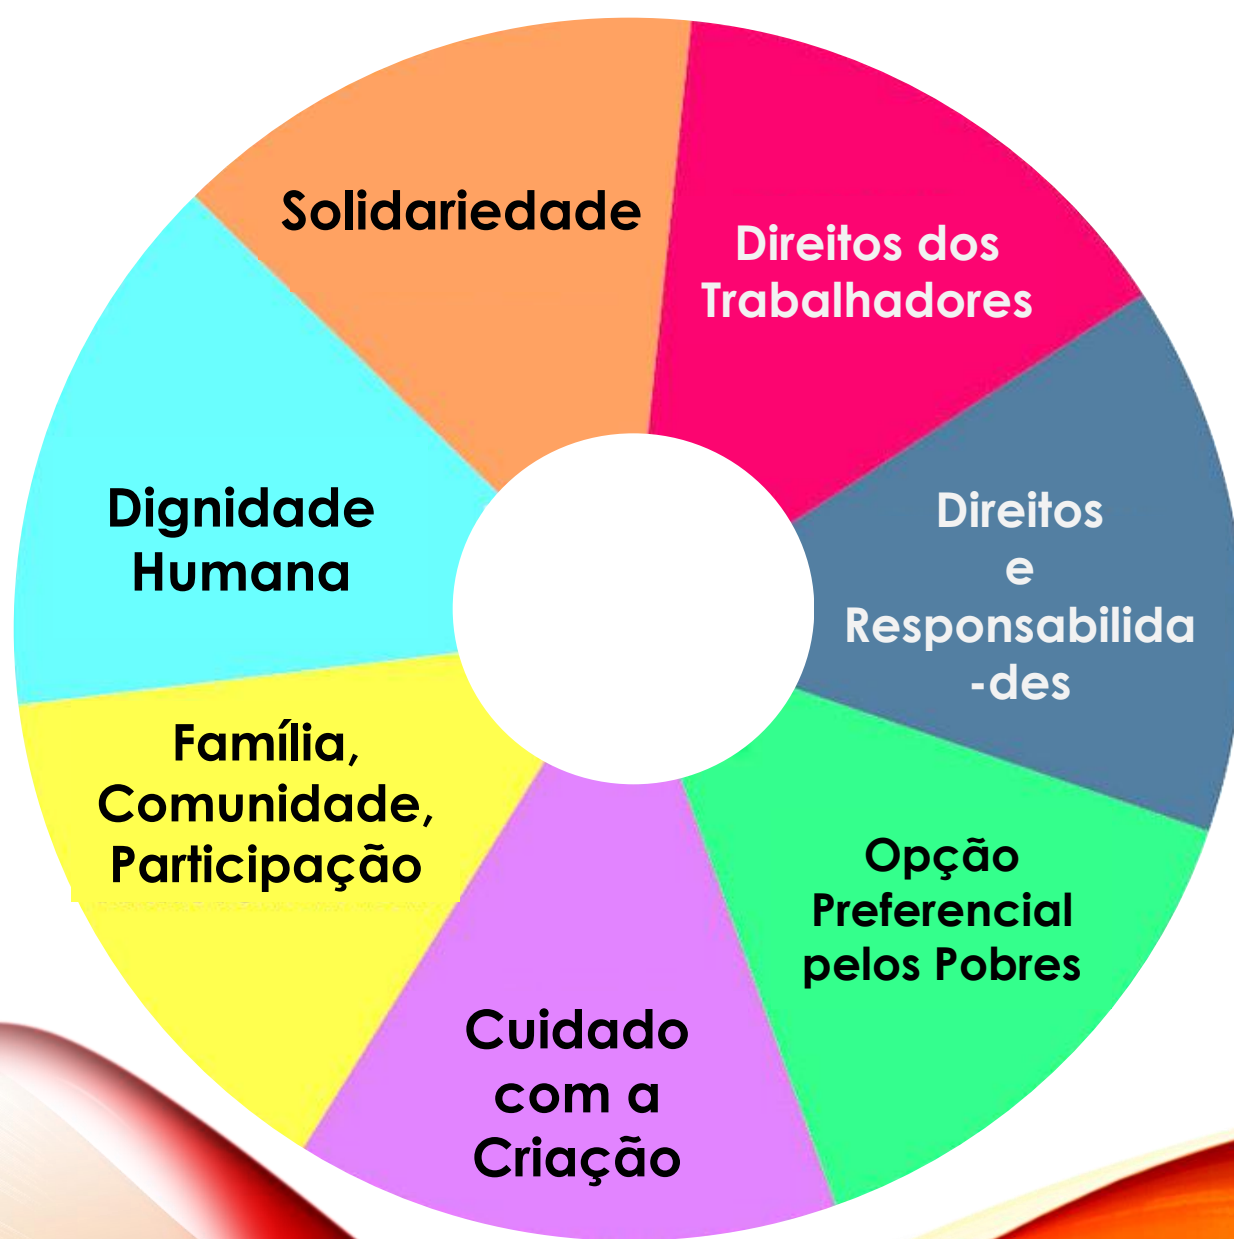 Solidariedade
Direitos dos
Trabalhadores
Direitos
e
Responsabilida
-des
Opção
Preferencial
pelos Pobres
Cuidado
com a
Criação
Família,
Comunidade,
Participação
Dignidade
Humana